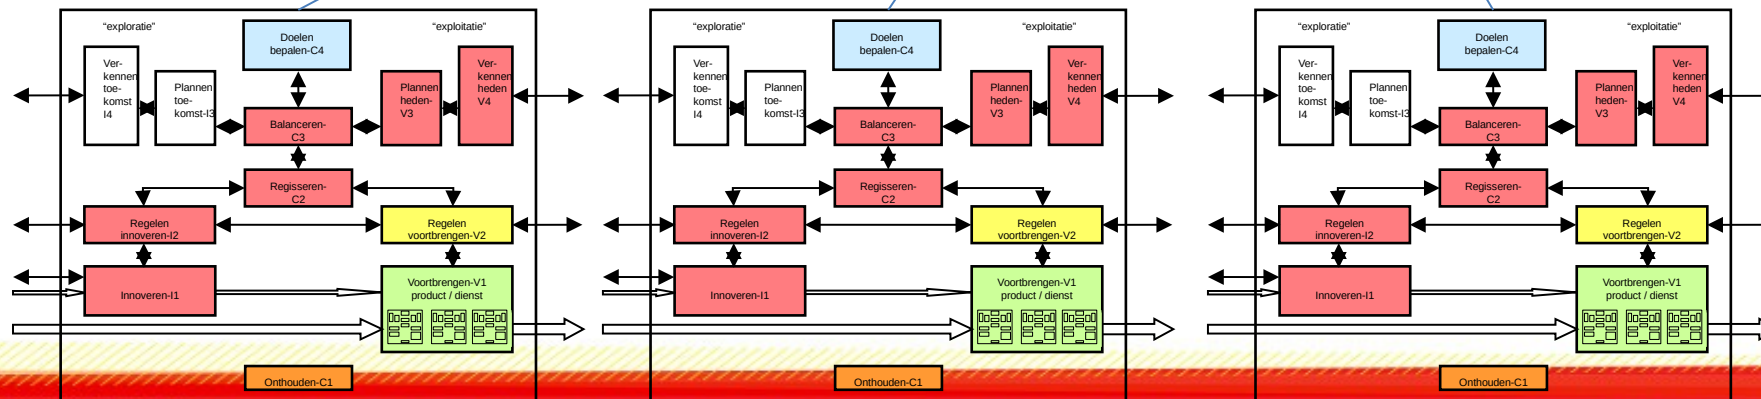 “exploratie”
“exploitatie”
Doelen
bepalen-C4
Ver-
kennen
toe-
komst
I4
Plannen
toe-
komst-I3
Plannen
heden-
V3
Ver-
kennen
heden
V4
Balanceren-
C3
Regisseren-
C2
Regelen
innoveren-I2
Regelen
voortbrengen-V2
Innoveren-I1
Voortbrengen-V1
product / dienst
Onthouden-C1
“exploratie”
“exploitatie”
Doelen
bepalen-C4
Ver-
kennen
toe-
komst
I4
Plannen
toe-
komst-I3
Plannen
heden-
V3
Ver-
kennen
heden
V4
Balanceren-
C3
Regisseren-
C2
Regelen
innoveren-I2
Regelen
voortbrengen-V2
Innoveren-I1
Voortbrengen-V1
product / dienst
Onthouden-C1
“exploratie”
“exploitatie”
Doelen
bepalen-C4
Ver-
kennen
toe-
komst
I4
Plannen
toe-
komst-I3
Plannen
heden-
V3
Ver-
kennen
heden
V4
Balanceren-
C3
Regisseren-
C2
Regelen
innoveren-I2
Regelen
voortbrengen-V2
Innoveren-I1
Voortbrengen-V1
product / dienst
Onthouden-C1